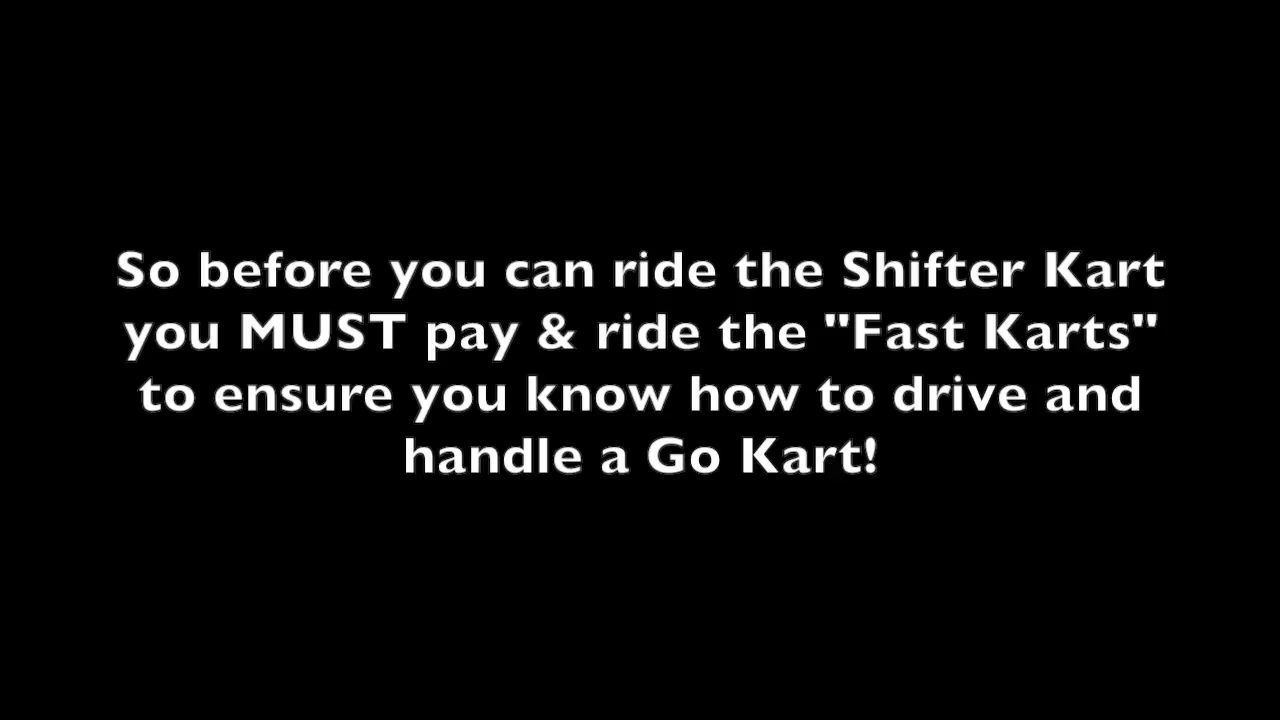 So before you can ride the Shifter Kart
you MUST pay & ride the "Fast Karts"
to ensure you know how to drive and
handle a Go Kart!